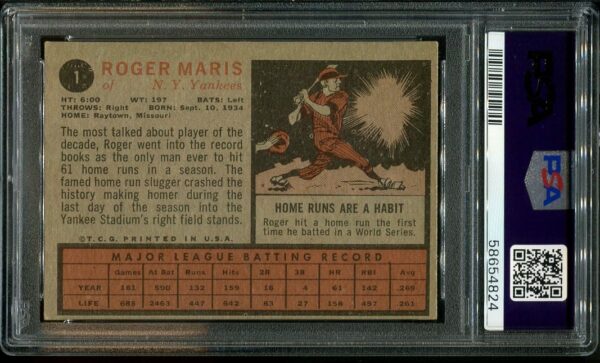 1
ROGER MARIS
of N. Y. Yankees
HT: 6:00 WT: 197 BATS: Left
THROWS: Right BORN: Sept. 10, 1934
HOME: Raytown, Missouri
The most talked about player of the
decade, Roger went into the record
books as the only man ever to hit
61 home runs in a season. The
famed home run slugger crashed the
history making homer during the
last day of the season into the
Yankee Stadium's right field stands.
©T.C.G. PRINTED IN U.S.A.
HOME RUNS ARE A HABIT
Roger hit a home run the first
time he batted in a World Series.
MAJOR LEAGUE BATTING RECORD
Games At Bat Runs Hits 2B 3B HR RBI Avg.
YEAR 161 590 132 159 16 4 61 142 .269
LIFE 685 2463 447 642 83 27 158 497 .261
PSA
PSA
58654824